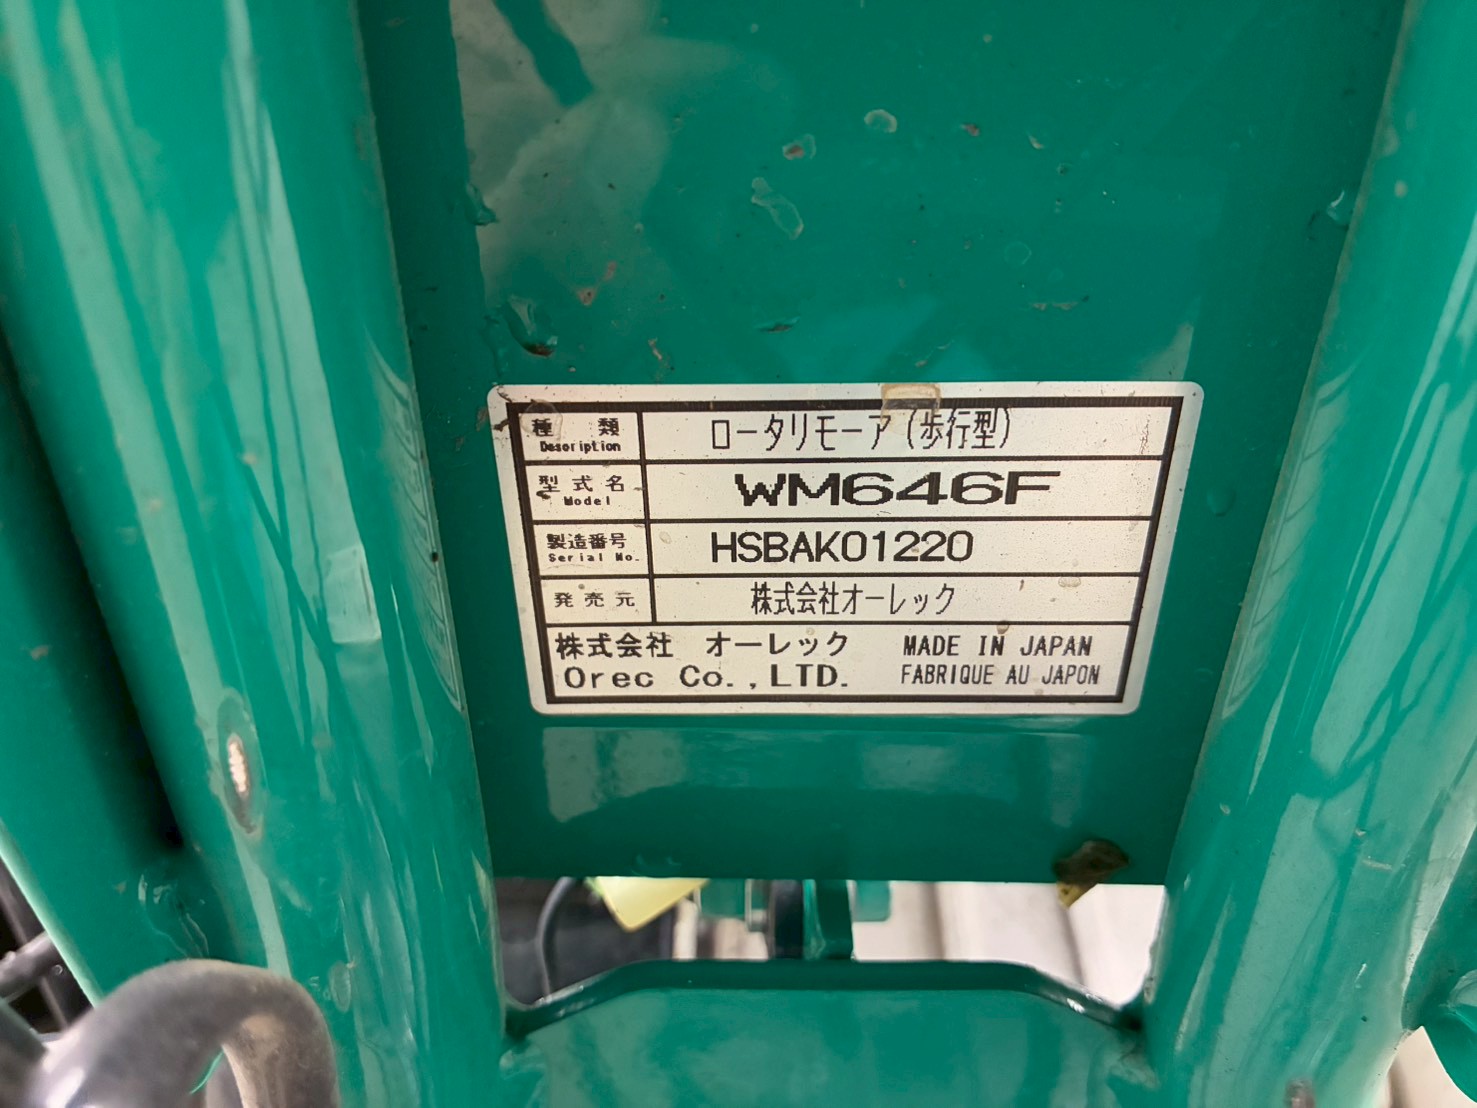 種類 ロータリモーア(歩行型)
Description
型式名 WM646F
Model
製造番号 HSBAK01220
Serial No.
発売元 株式会社オーレック
株式会社 オーレック MADE IN JAPAN
Orec Co.,LTD. FABRIQUE AU JAPON